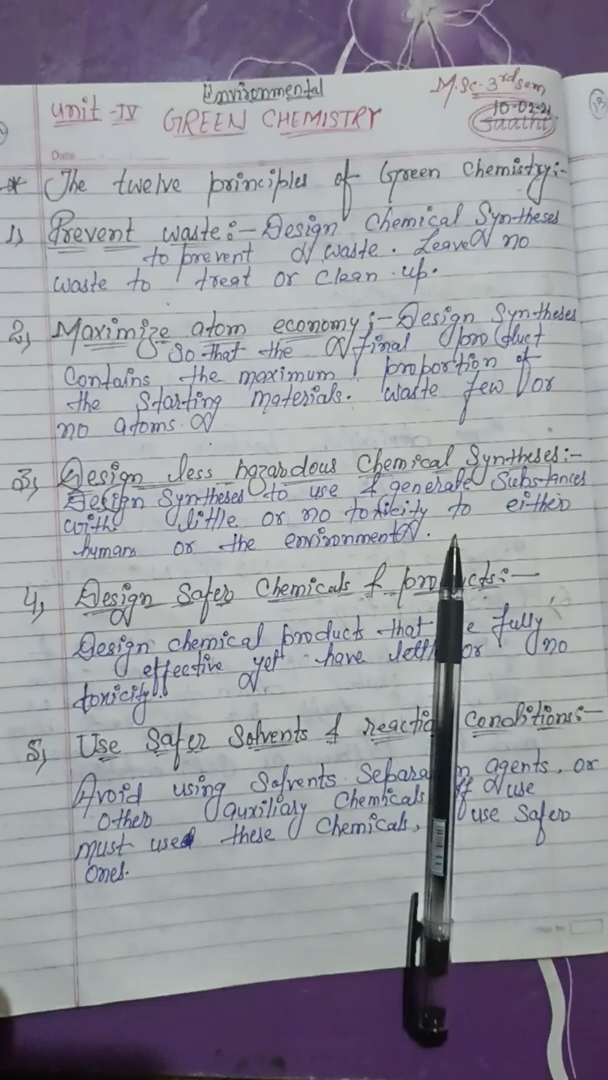 Environmental
M.Sc-3rd sem
unit-IV GREEN CHEMISTRY
10-02-21
Saathi
Date
* The twelve principles of Green Chemistry:-
1) Prevent waste:- Design Chemical Syntheses
to prevent waste. Leave no
waste to treat or clean up.
2) Maximize atom economy:- Design Syntheses
So that the final product
Contains the maximum proportion of
the Starting materials. waste few or
no atoms.
3) Design less hazardous Chemical Syntheses:-
Design Syntheses to use & generate Substances
with little or no toxicity to either
humans or the environment.
4) Design Safer Chemicals & products:-
Design chemical products that fully
effective yet have or no
toxicity.
5) Use Safer Solvents & reaction Conditions:-
Avoid using Solvents. agents, or
Other auxiliary Chemicals use
must used these Chemicals, use Safer
Ones.